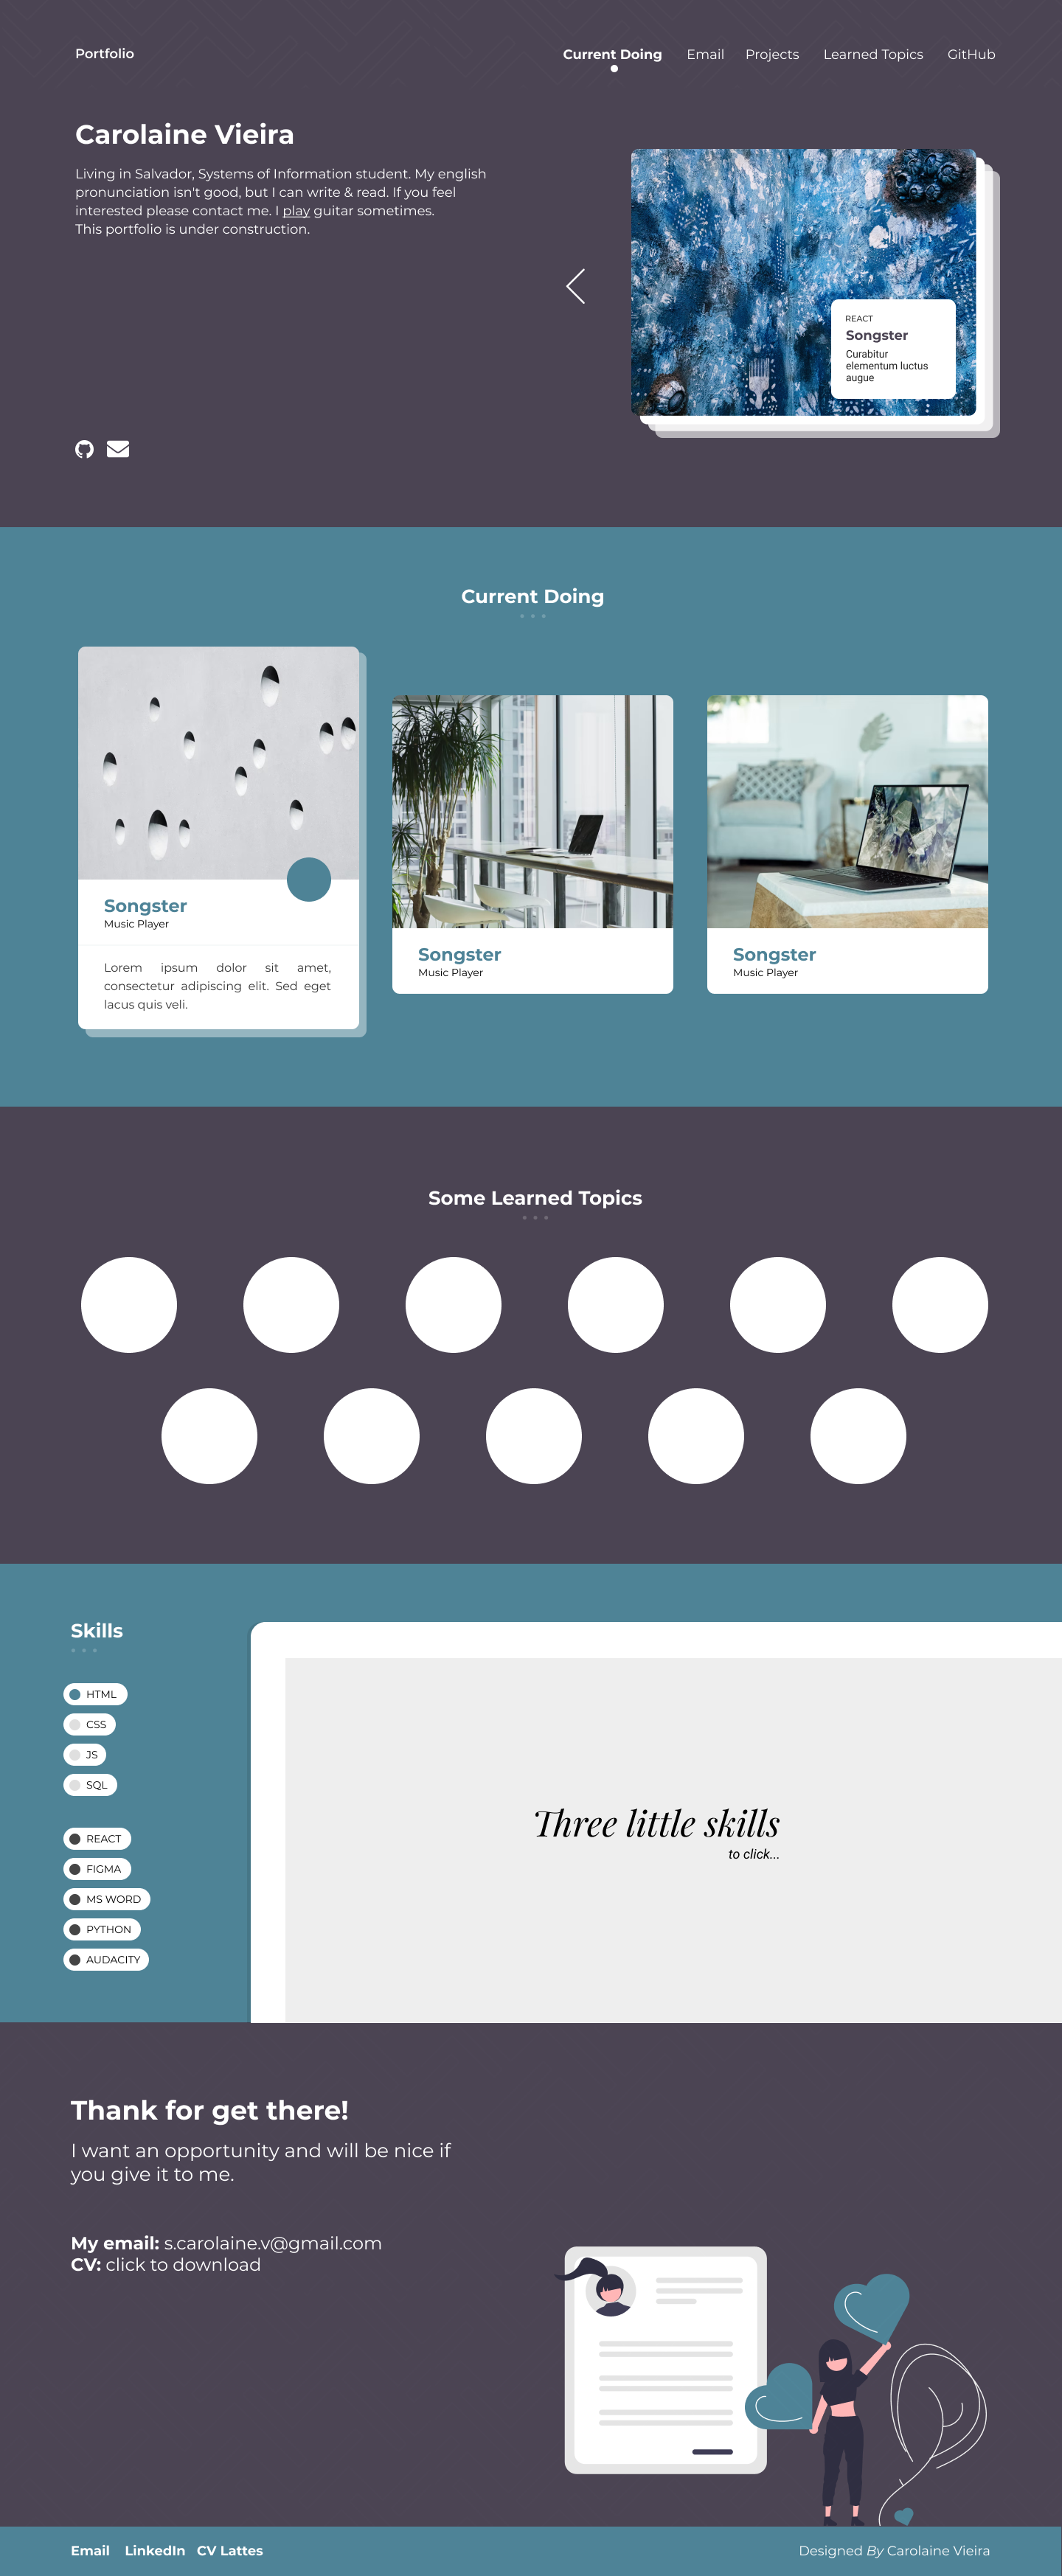 Portfolio
Current Doing
Email
Projects
Learned Topics
GitHub
Carolaine Vieira
Living in Salvador, Systems of Information student. My english
pronunciation isn't good, but I can write & read. If you feel
interested please contact me. I play guitar sometimes.
This portfolio is under construction.
REACT
Songster
Curabitur
elementum luctus
augue
Current Doing
Songster
Music Player
Lorem ipsum dolor sit amet,
consectetur adipiscing elit. Sed eget
lacus quis veli.
Songster
Music Player
Songster
Music Player
Some Learned Topics
Skills
HTML
CSS
JS
SQL
REACT
FIGMA
MS WORD
PYTHON
AUDACITY
Three little skills
to click...
Thank for get there!
I want an opportunity and will be nice if
you give it to me.
My email: s.carolaine.v@gmail.com
CV: click to download
Email
LinkedIn
CV Lattes
Designed By Carolaine Vieira